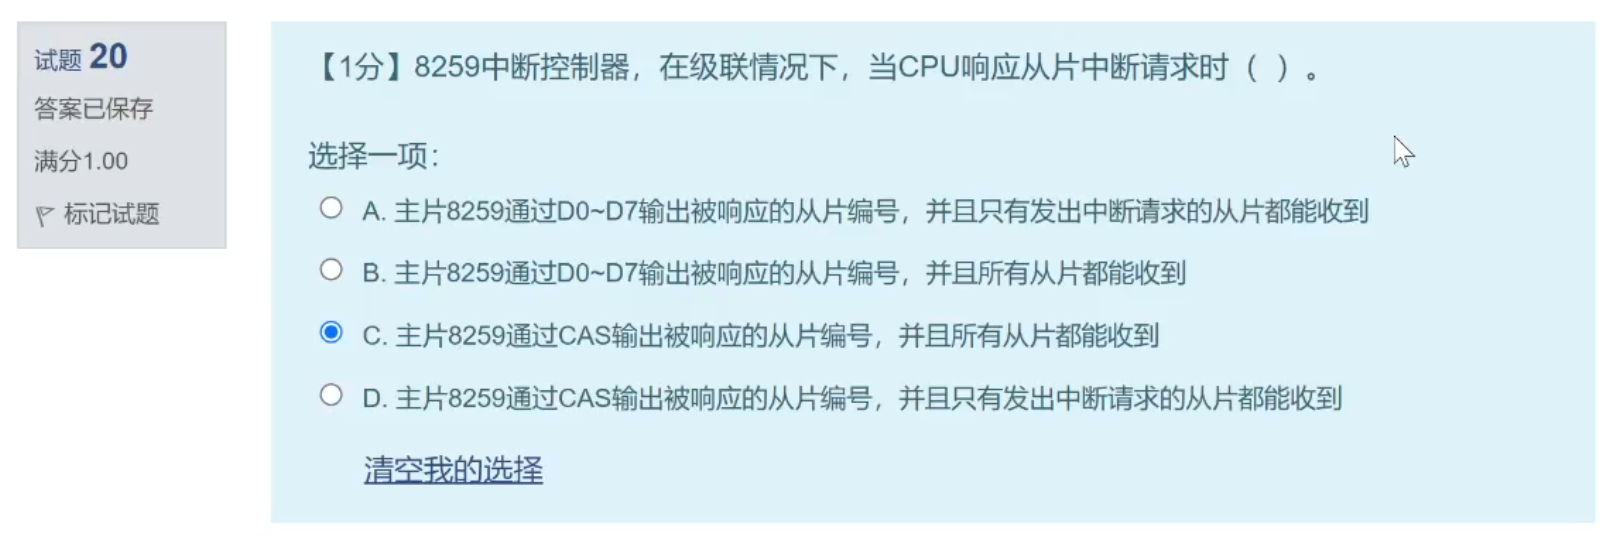 试题 20
答案已保存
满分1.00
标记试题
【1分】8259中断控制器，在级联情况下，当CPU响应从片中断请求时（ ）。
选择一项：
A. 主片8259通过D0~D7输出被响应的从片编号，并且只有发出中断请求的从片都能收到
B. 主片8259通过D0~D7输出被响应的从片编号，并且所有从片都能收到
C. 主片8259通过CAS输出被响应的从片编号，并且所有从片都能收到
D. 主片8259通过CAS输出被响应的从片编号，并且只有发出中断请求的从片都能收到
清空我的选择